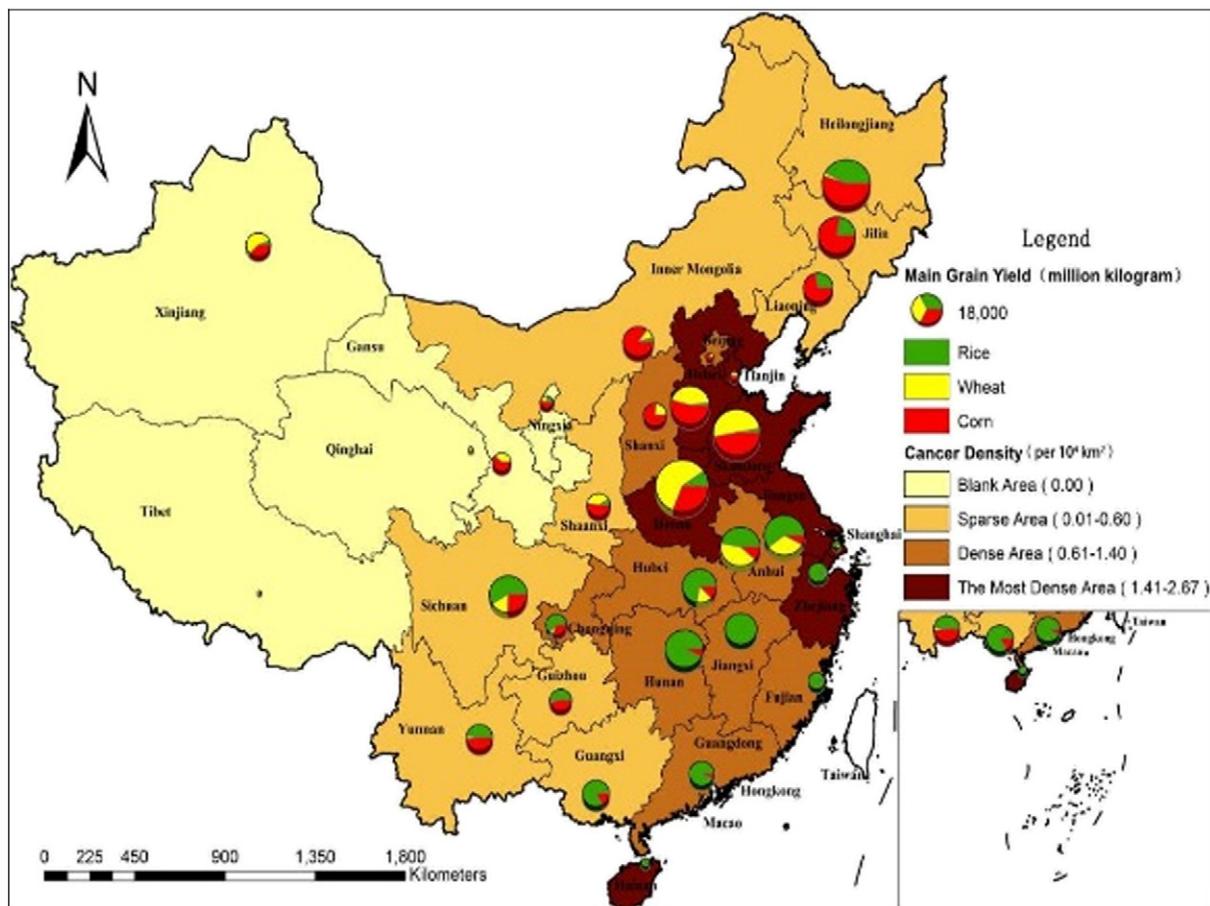 N
Heilongjiang
Jilin
Inner Mongolia
Liaoning
Xinjiang
Gansu
Beijing
Tianjin
Ningxia
Shanxi
Qinghai
Shandong
Tibet
Shaanxi
Jiangsu
Henan
Shanghai
Anhui
Hubei
Sichuan
Zhejiang
Chongqing
Jiangxi
Hunan
Guizhou
Fujian
Yunnan
Guangxi
Guangdong
Taiwan
Hongkong
Macao
Hainan
0 225 450 900 1,350 1,800
Kilometers
Legend
Main Grain Yield (million kilogram)
18,000
Rice
Wheat
Corn
Cancer Density (per 10⁴ km²)
Blank Area ( 0.00 )
Sparse Area ( 0.01-0.60 )
Dense Area ( 0.61-1.40 )
The Most Dense Area ( 1.41-2.67 )
Taiwan
Hongkong
Macau